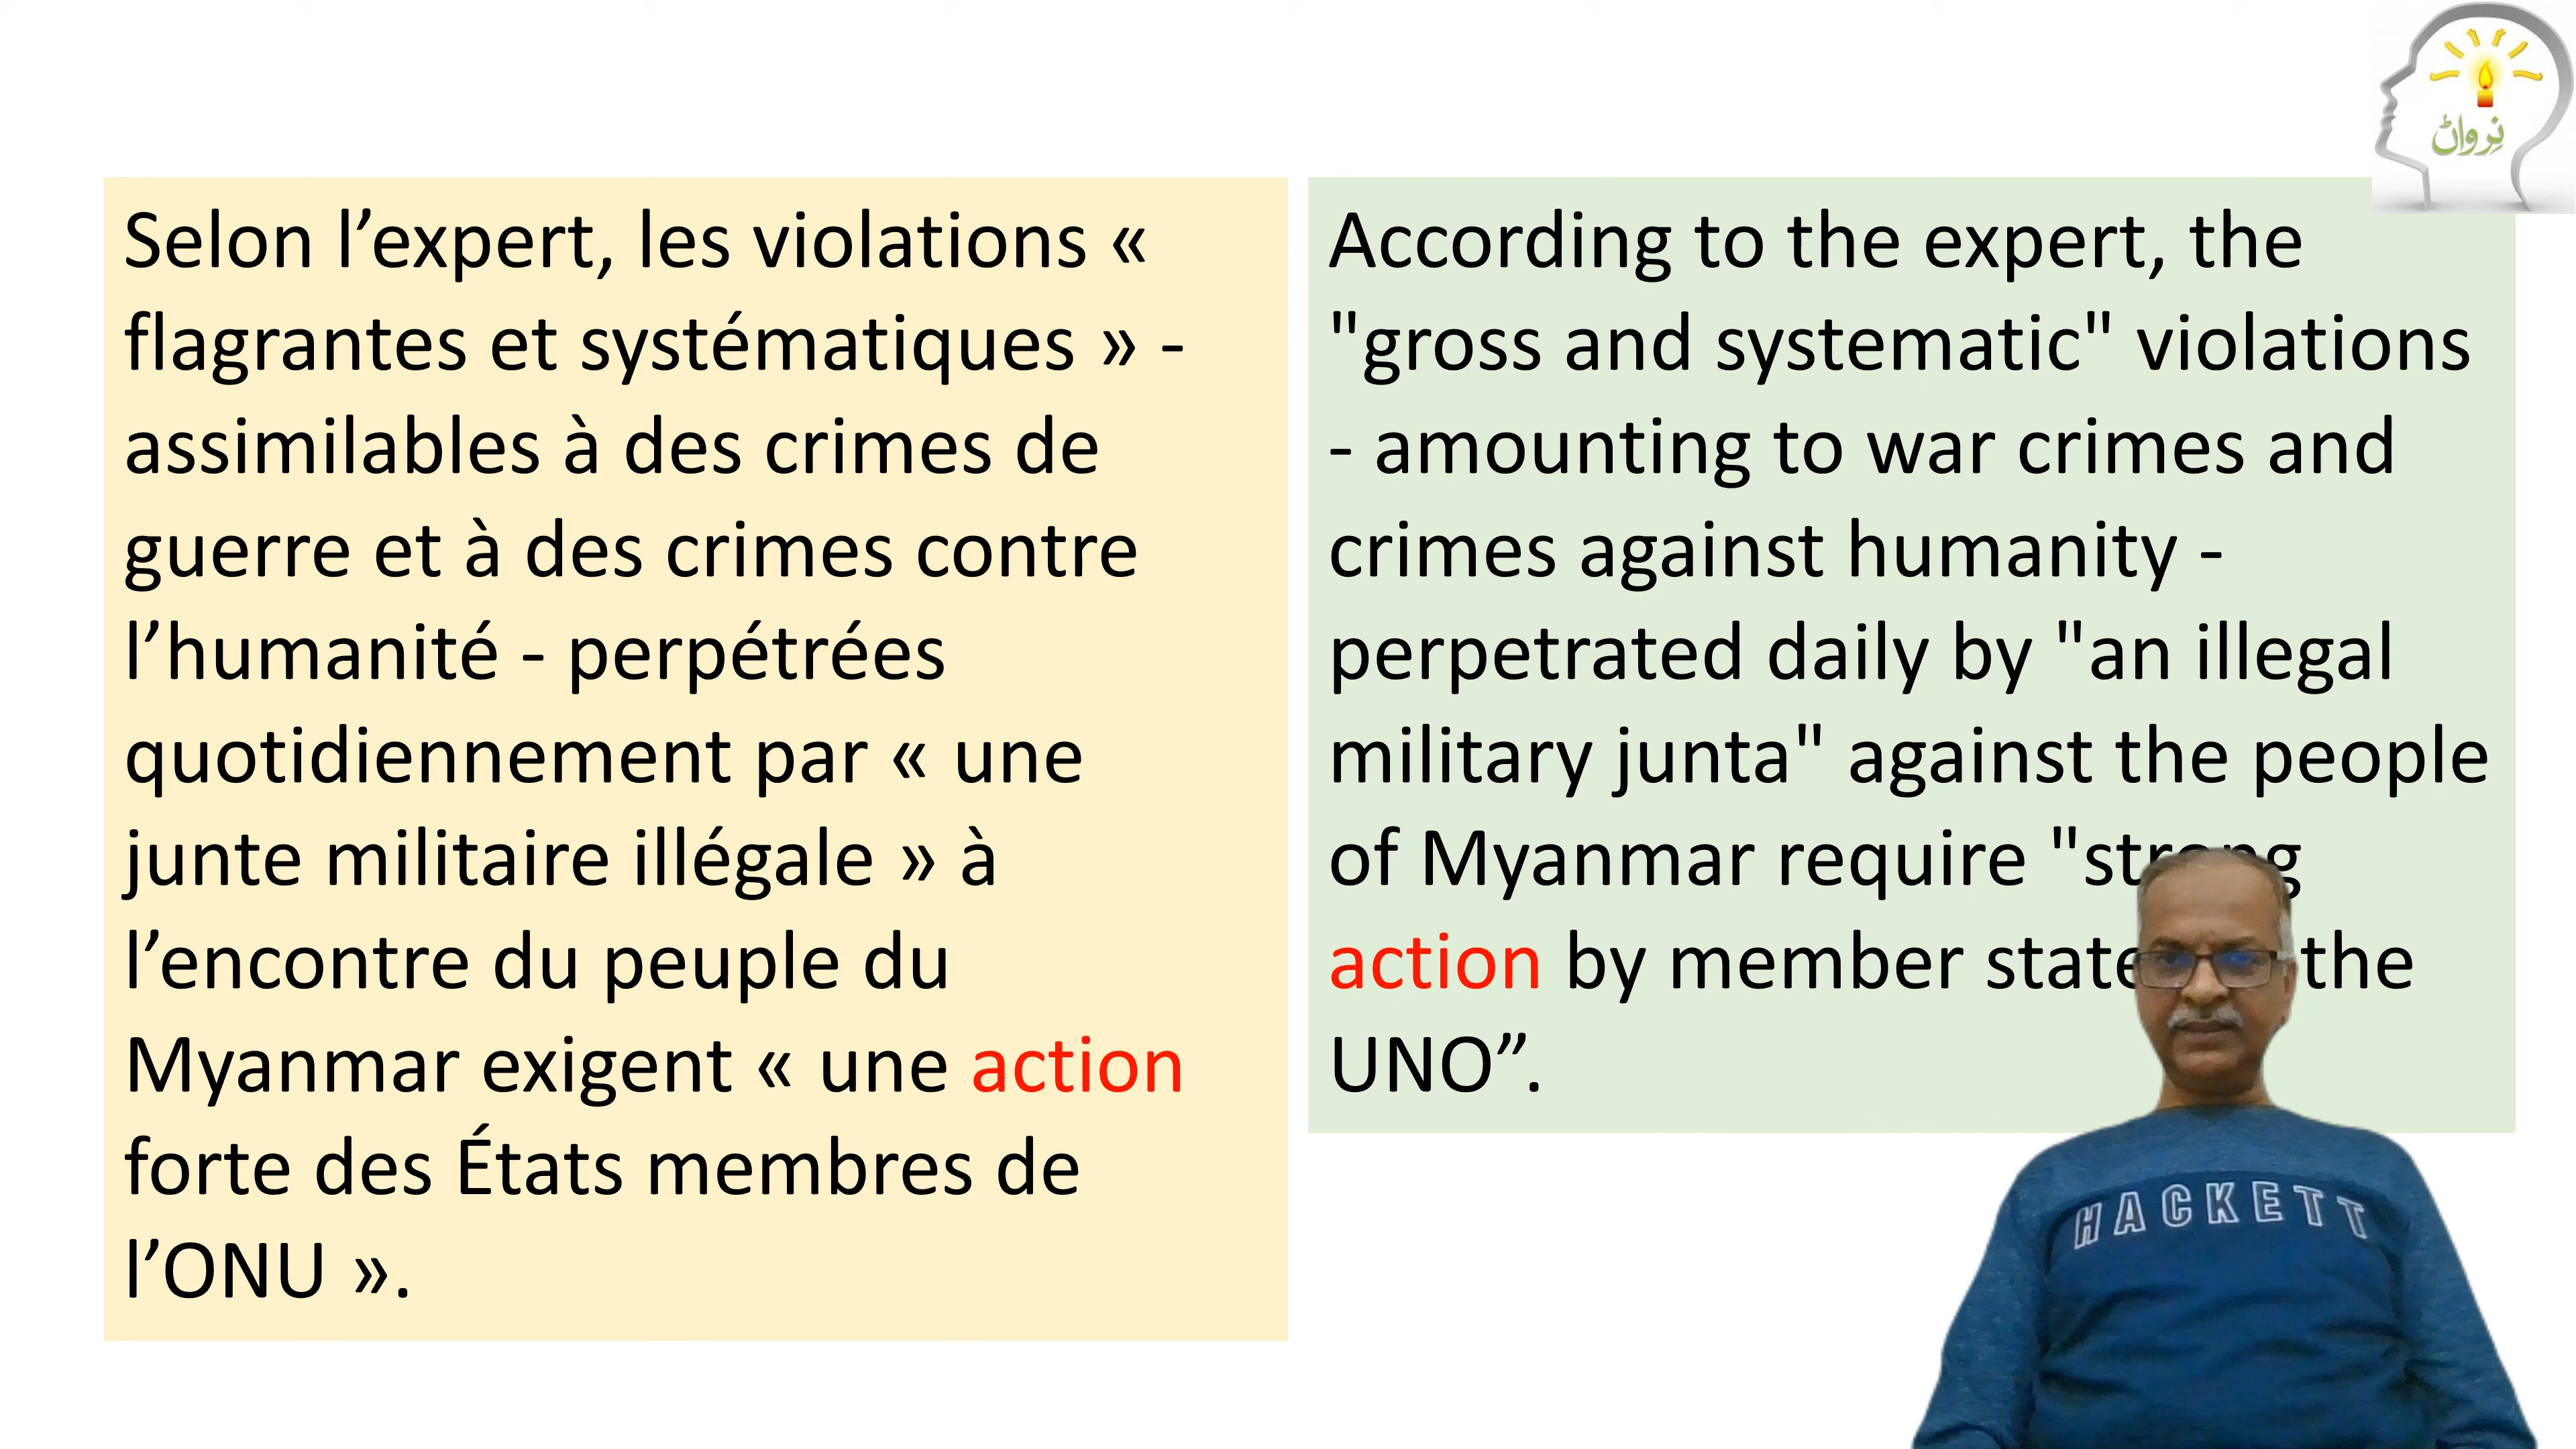 نِرواڻ
Selon l’expert, les violations «
flagrantes et systématiques » -
assimilables à des crimes de
guerre et à des crimes contre
l’humanité - perpétrées
quotidiennement par « une
junte militaire illégale » à
l’encontre du peuple du
Myanmar exigent « une action
forte des États membres de
l’ONU ».
According to the expert, the
"gross and systematic" violations
- amounting to war crimes and
crimes against humanity -
perpetrated daily by "an illegal
military junta" against the people
of Myanmar require "strong
action by member state the
UNO”.
HACKETT